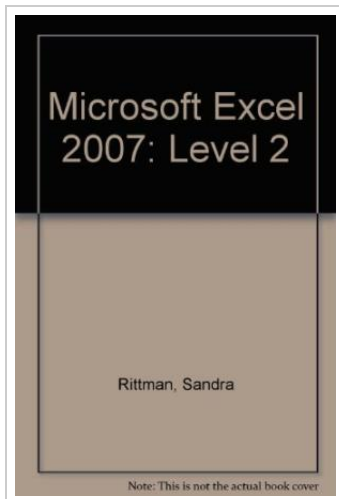 Microsoft Excel
2007: Level 2
Rittman, Sandra
Note: This is not the actual book cover